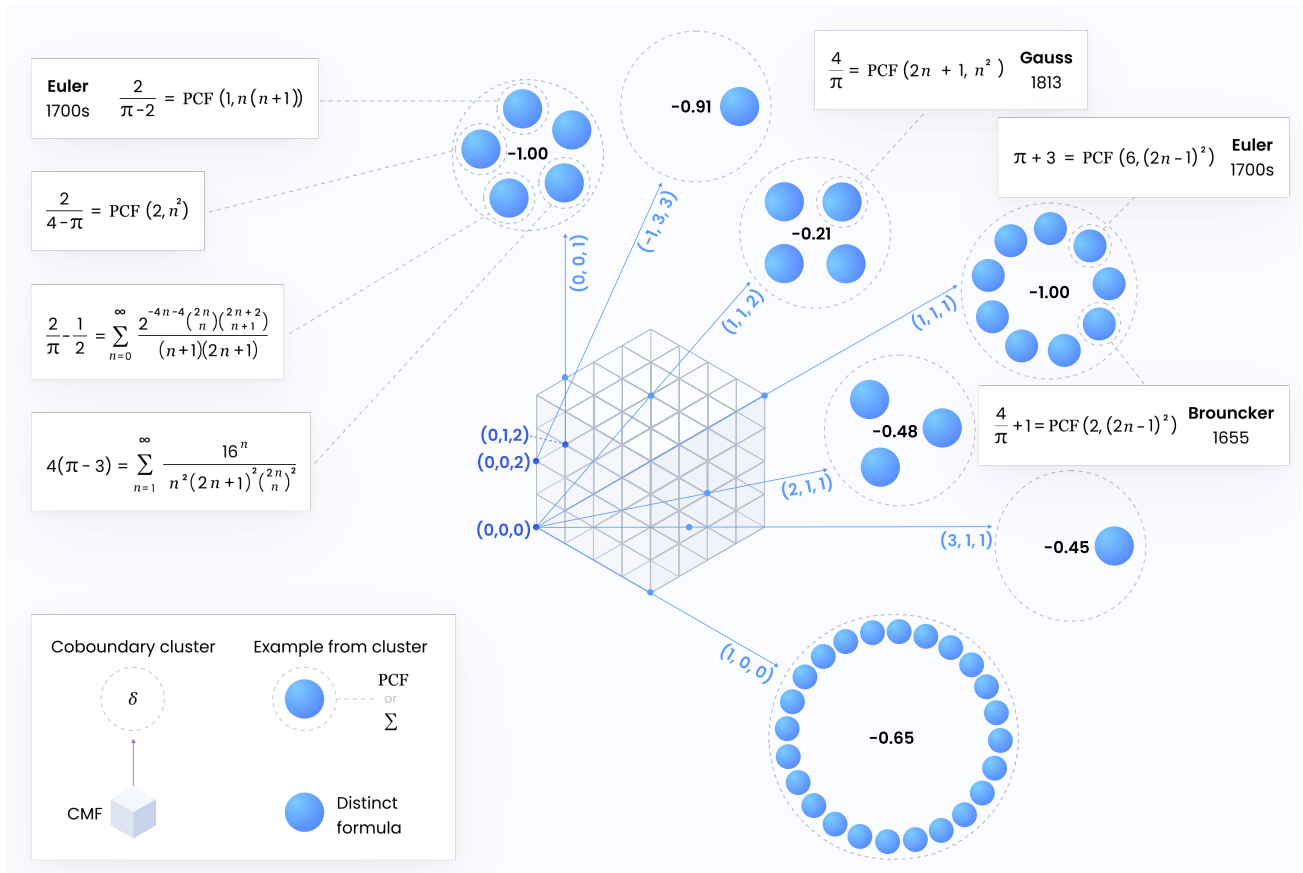 Euler
1700s
2/(π−2) = PCF (1, n(n+1))
2/(4−π) = PCF (2, n²)
2/π − 1/2 = ∑_{n=0}^{∞} 2^{−4n−4} (2n n)(2n+2 n+1) / (n+1)(2n+1)
4(π − 3) = ∑_{n=1}^{∞} 16^n / n²(2n+1)²(2n n)²
-1.00
(0, 0, 1)
-0.91
(−1, 3, 3)
4/π = PCF (2n + 1, n²)
Gauss
1813
-0.21
(1, 1, 2)
π + 3 = PCF (6, (2n−1)²)
Euler
1700s
-1.00
(1, 1, 1)
4/π + 1 = PCF (2, (2n−1)²)
Brouncker
1655
-0.48
(2, 1, 1)
-0.45
(3, 1, 1)
-0.65
(1, 0, 0)
(0,1,2)
(0,0,2)
(0,0,0)
Coboundary cluster
δ
CMF
Example from cluster
PCF
or
∑
Distinct
formula